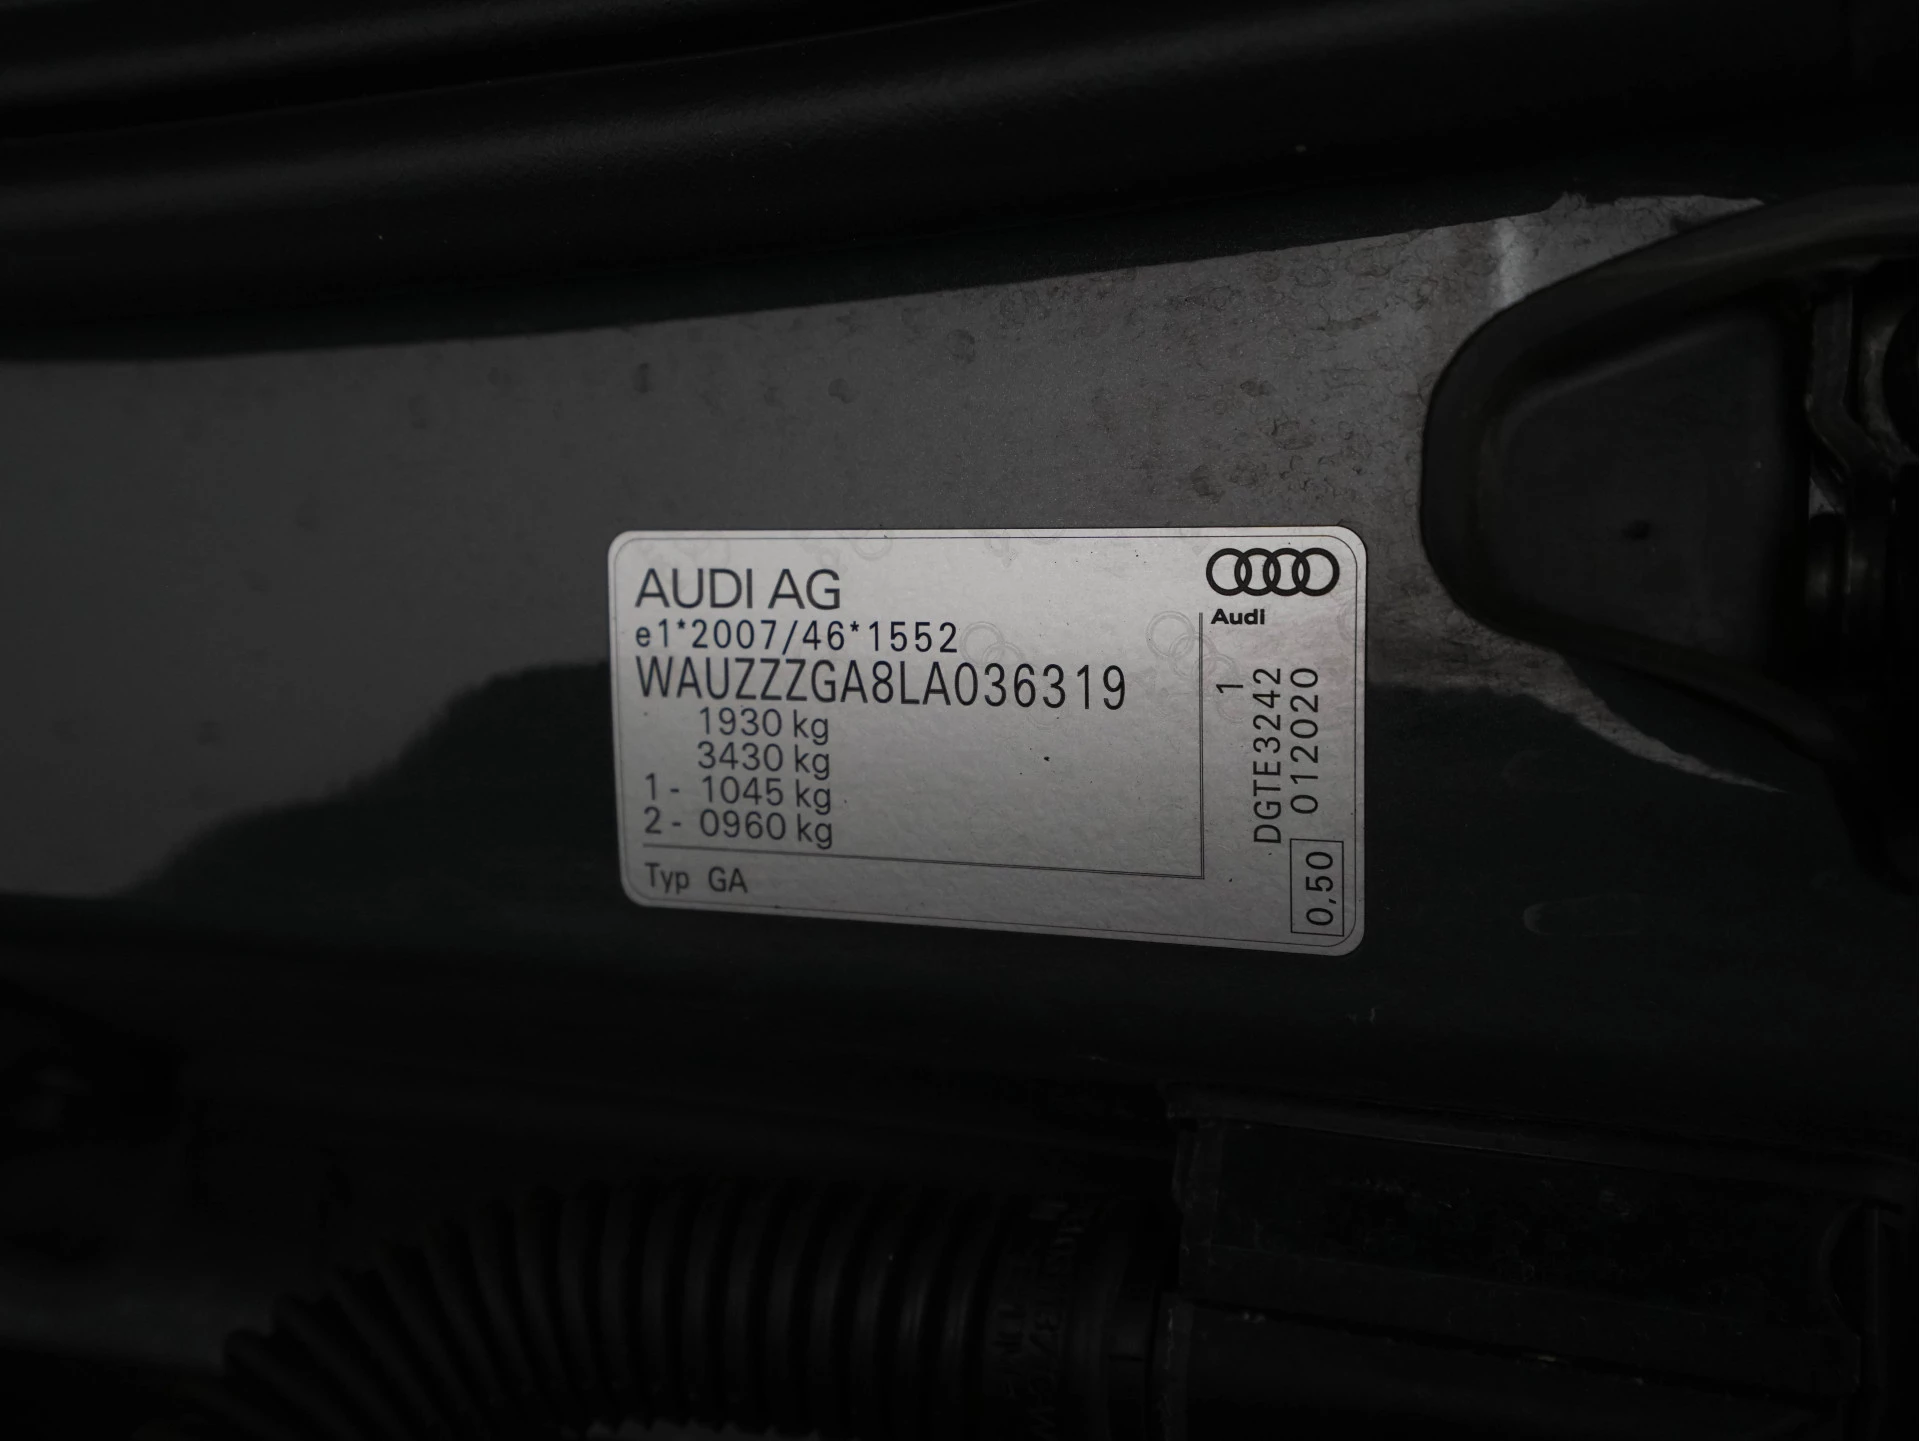 AUDI AG
e1*2007/46*1552
WAUZZZGA8LA036319
1930 kg
3430 kg
1 - 1045 kg
2 - 0960 kg
Typ GA
Audi
1
DGTE3242
012020
0,50